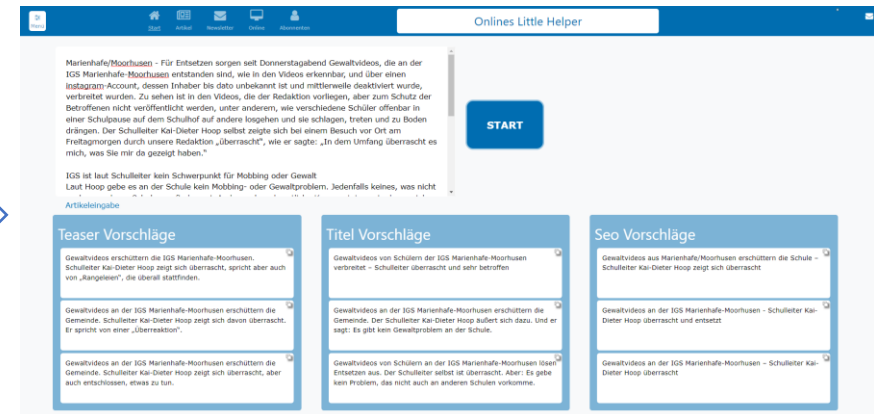 Menü
Start
Artikel
Newsletter
Online
Abonnenten
Onlines Little Helper
Marienhafe/Moorhusen - Für Entsetzen sorgen seit Donnerstagabend Gewaltvideos, die an der
IGS Marienhafe-Moorhusen entstanden sind, wie in den Videos erkennbar, und über einen
instagram-Account, dessen Inhaber bis dato unbekannt ist und mittlerweile deaktiviert wurde,
verbreitet wurden. Zu sehen ist in den Videos, die der Redaktion vorliegen, aber zum Schutz der
Betroffenen nicht veröffentlicht werden, unter anderem, wie verschiedene Schüler offenbar in
einer Schulpause auf dem Schulhof auf andere losgehen und sie schlagen, treten und zu Boden
drängen. Der Schulleiter Kai-Dieter Hoop selbst zeigte sich bei einem Besuch vor Ort am
Freitagmorgen durch unsere Redaktion „überrascht“, wie er sagte: „In dem Umfang überrascht es
mich, was Sie mir da gezeigt haben."
IGS ist laut Schulleiter kein Schwerpunkt für Mobbing oder Gewalt
Laut Hoop gebe es an der Schule kein Mobbing- oder Gewaltproblem. Jedenfalls keines, was nicht
START
Artikeleingabe
Teaser Vorschläge
Gewaltvideos erschüttern die IGS Marienhafe-Moorhusen.
Schulleiter Kai-Dieter Hoop zeigt sich überrascht, spricht aber auch
von „Rangeleien“, die überall stattfinden.
Gewaltvideos an der IGS Marienhafe-Moorhusen erschüttern die
Gemeinde. Schulleiter Kai-Dieter Hoop zeigt sich davon überrascht.
Er spricht von einer „Überreaktion“.
Gewaltvideos an der IGS Marienhafe-Moorhusen erschüttern die
Gemeinde. Schulleiter Kai-Dieter Hoop zeigt sich überrascht, aber
auch entschlossen, etwas zu tun.
Titel Vorschläge
Gewaltvideos von Schülern der IGS Marienhafe-Moorhusen
verbreitet – Schulleiter überrascht und sehr betroffen
Gewaltvideos an der IGS Marienhafe-Moorhusen erschüttern die
Gemeinde. Der Schulleiter Kai-Dieter Hoop äußert sich dazu. Und er
sagt: Es gibt kein Gewaltproblem an der Schule.
Gewaltvideos von Schülern an der IGS Marienhafe-Moorhusen lösen
Entsetzen aus. Der Schulleiter selbst ist überrascht. Aber: Es gebe
kein Problem, das nicht auch an anderen Schulen vorkomme.
Seo Vorschläge
Gewaltvideos aus Marienhafe/Moorhusen erschüttern die Schule –
Schulleiter Kai-Dieter Hoop zeigt sich überrascht
Gewaltvideos an der IGS Marienhafe-Moorhusen - Schulleiter Kai-
Dieter Hoop überrascht und entsetzt
Gewaltvideos an der IGS Marienhafe-Moorhusen – Schulleiter Kai-
Dieter Hoop überrascht